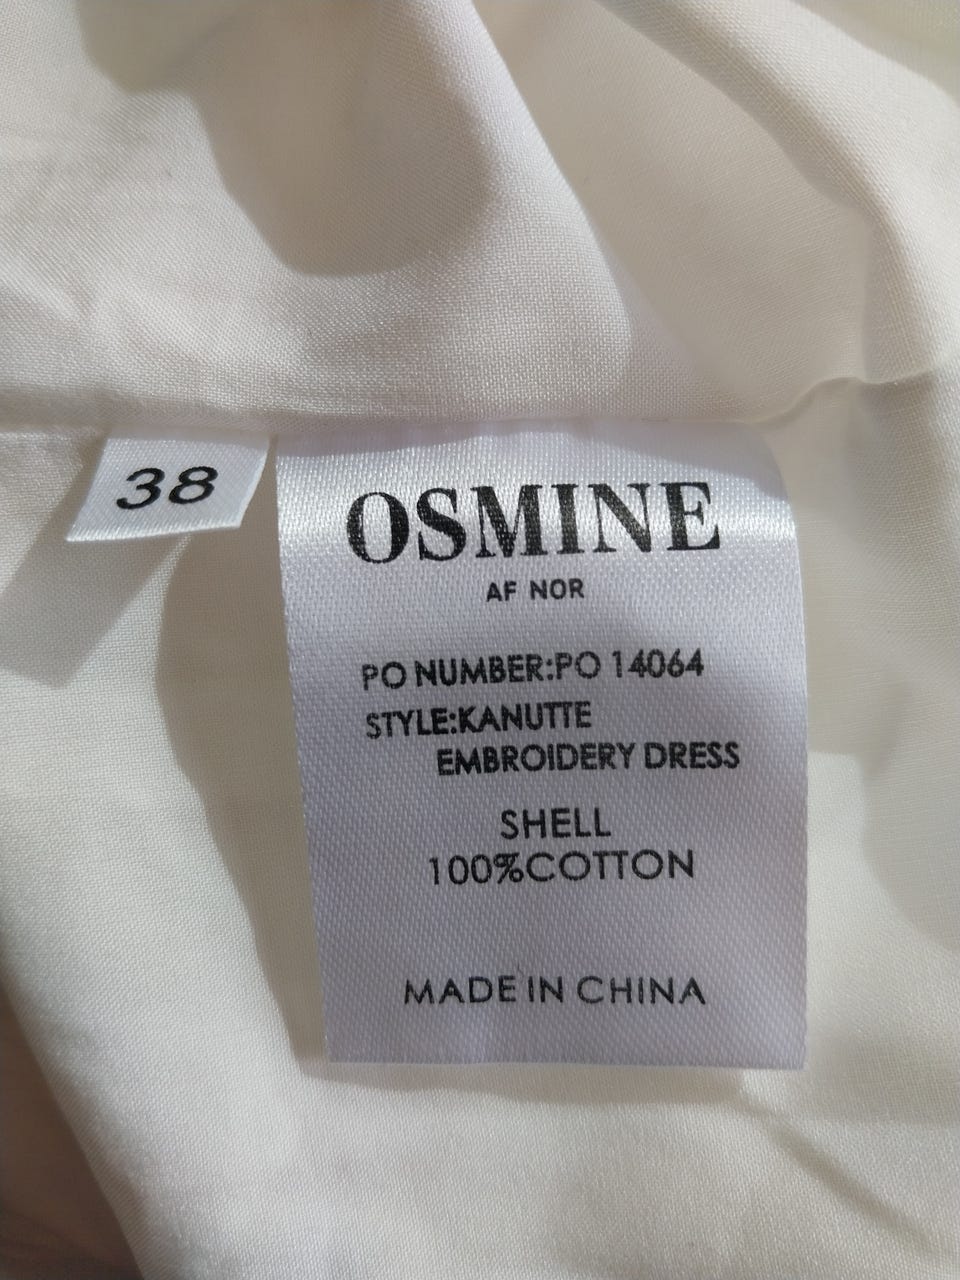 38
OSMINE
AF NOR
PO NUMBER:PO 14064
STYLE:KANUTTE
EMBROIDERY DRESS
SHELL
100%COTTON
MADE IN CHINA